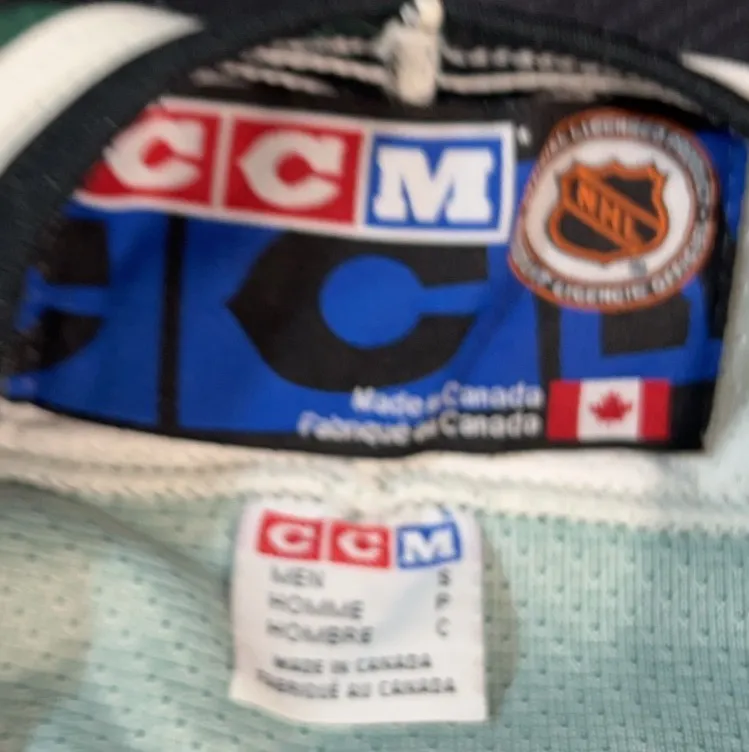 CCM
NHL
Made in Canada
Fabriqué au Canada
CCM
MEN S
HOMME P
HOMBRE C
MADE IN CANADA
FABRIQUÉ AU CANADA